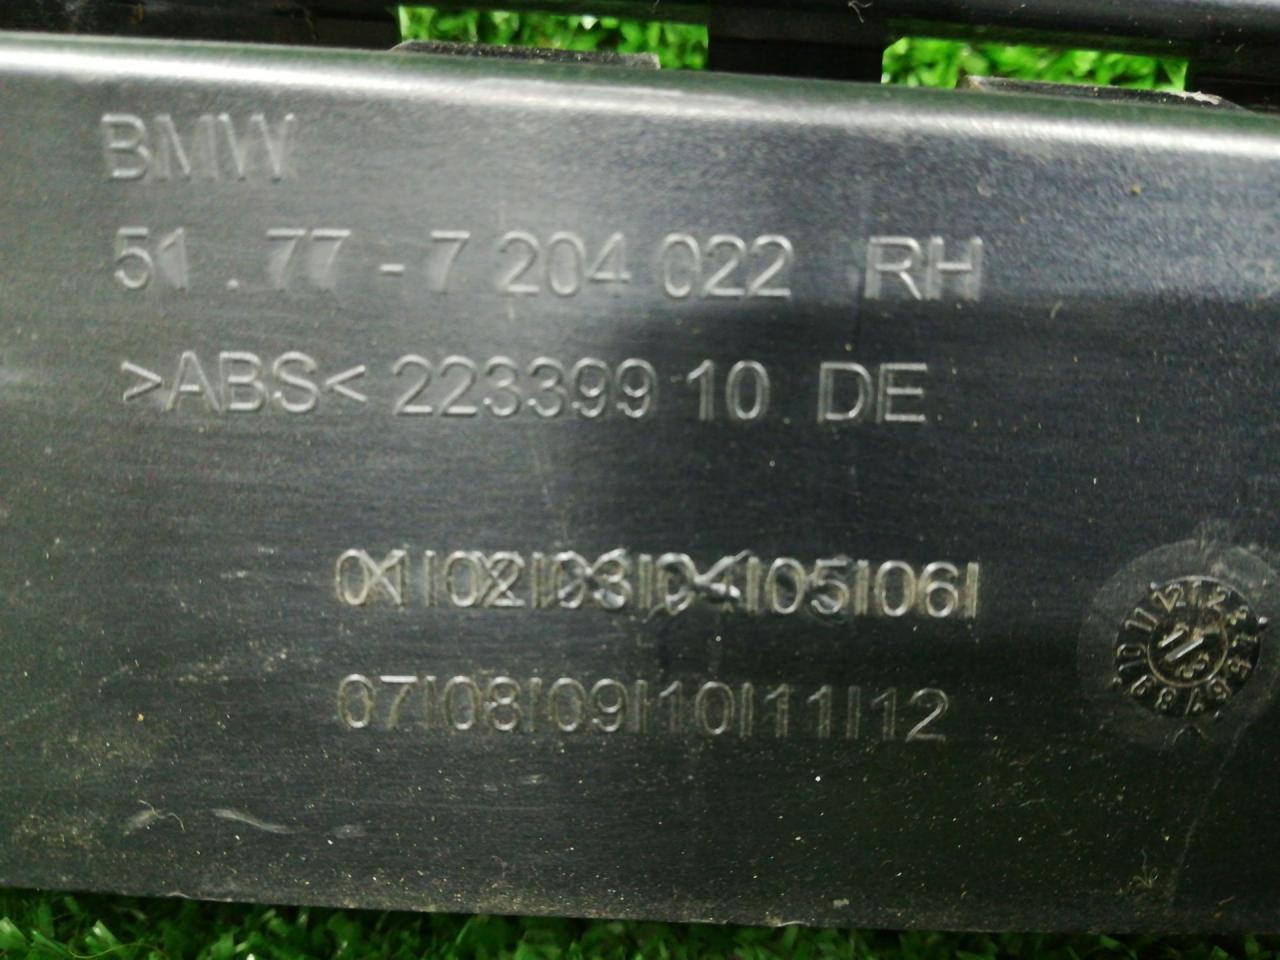 BMW
51.77-7 204 022 RH
>ABS< 223399 10 DE
01|02|03|04|05|06|
07|08|09|10|11|12